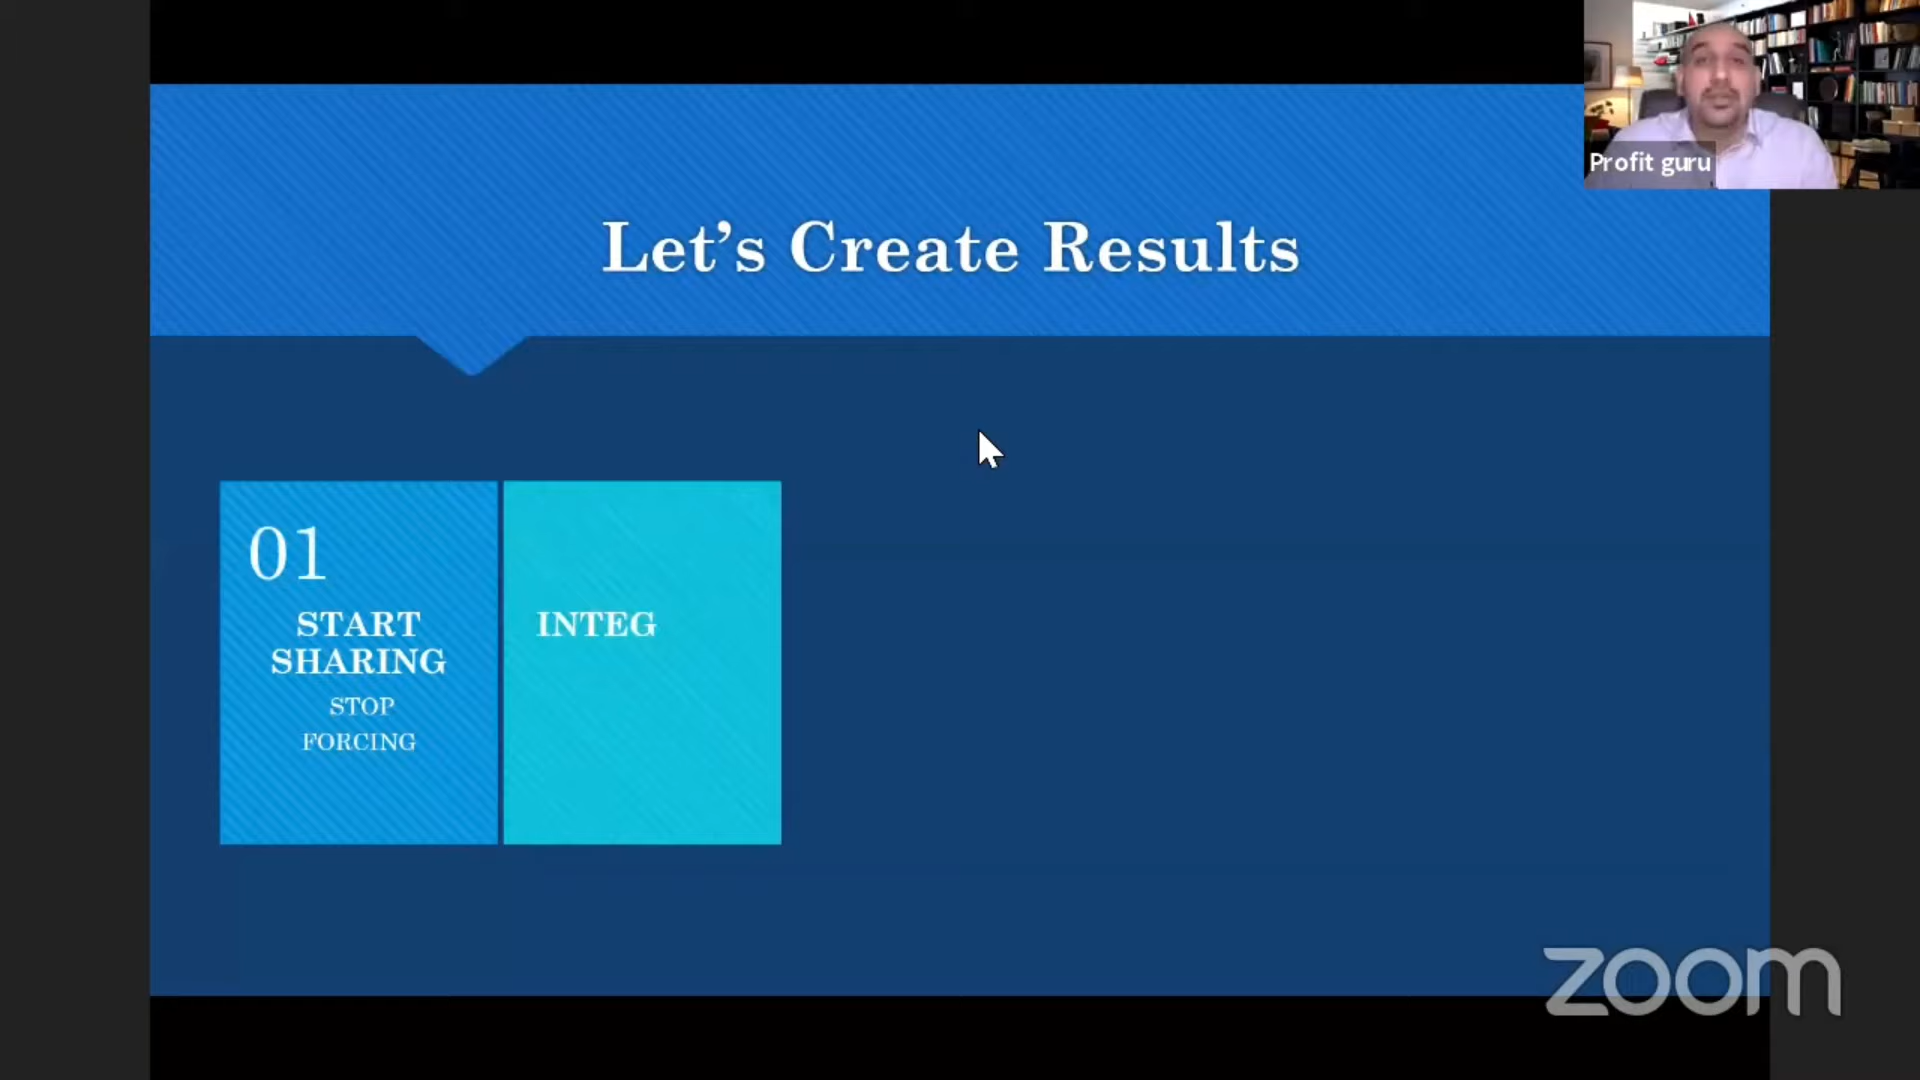 Profit guru
Let’s Create Results
01
START
SHARING
STOP
FORCING
INTEG
zoom